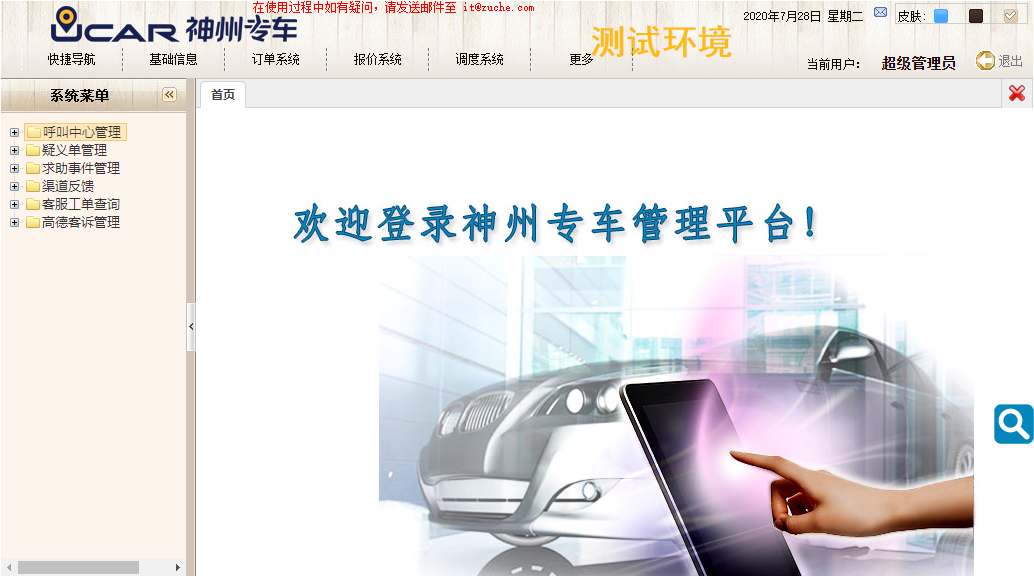 在使用过程中如有疑问，请发送邮件至 it@zuche.com
UCAR 神州专车
测试环境
2020年7月28日 星期二
皮肤:
快捷导航
基础信息
订单系统
报价系统
调度系统
更多
当前用户：
超级管理员
退出
系统菜单
首页
呼叫中心管理
疑义单管理
求助事件管理
渠道反馈
客服工单查询
高德客诉管理
欢迎登录神州专车管理平台！